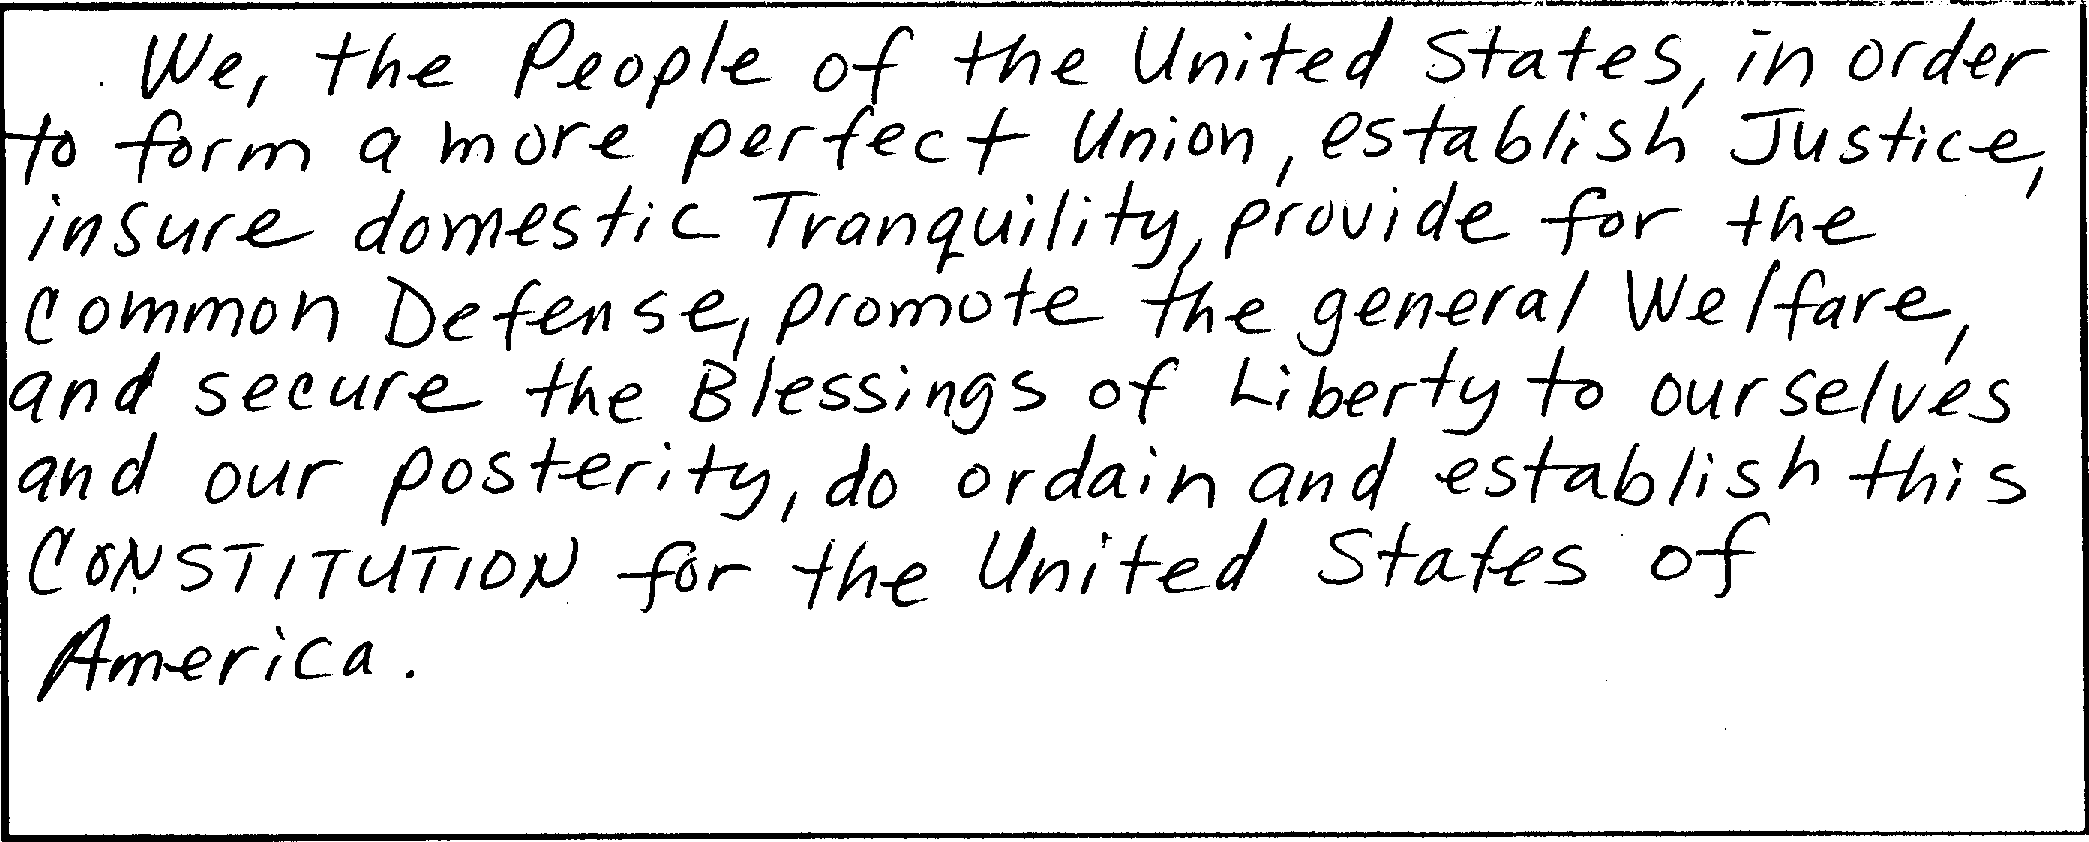 We, the People of the United States, in order
to form a more perfect Union, establish Justice,
insure domestic Tranquility, provide for the
common Defense, promote the general Welfare,
and secure the Blessings of Liberty to ourselves
and our posterity, do ordain and establish this
CONSTITUTION for the United States of
America.